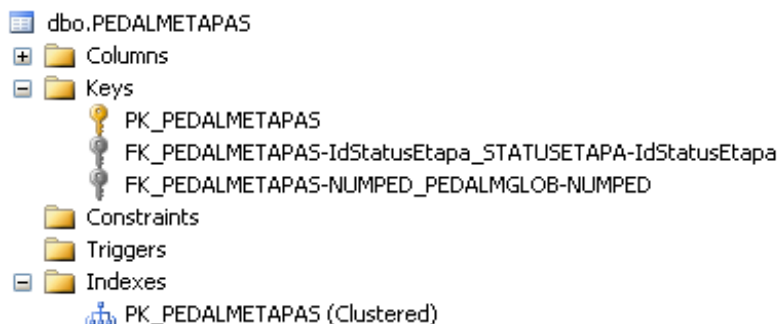 dbo.PEDALMETAPAS
Columns
Keys
PK_PEDALMETAPAS
FK_PEDALMETAPAS-IdStatusEtapa_STATUSETAPA-IdStatusEtapa
FK_PEDALMETAPAS-NUMPED_PEDALMGLOB-NUMPED
Constraints
Triggers
Indexes
PK_PEDALMETAPAS (Clustered)